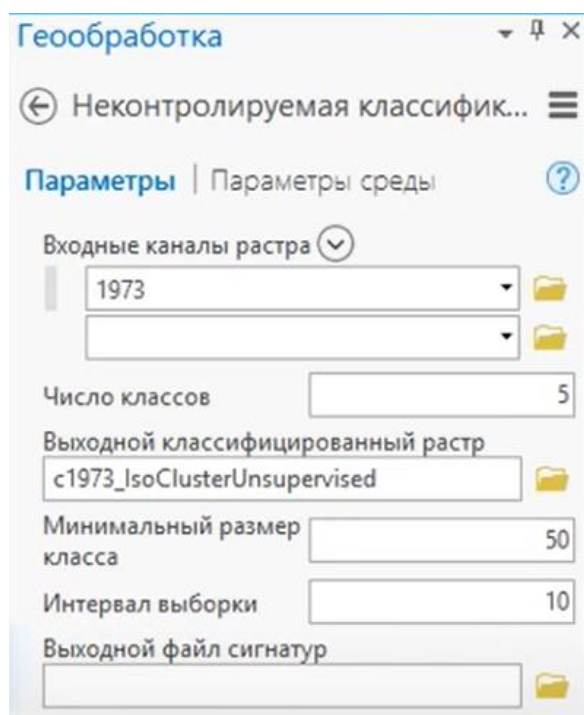 Геообработка
Неконтролируемая классифик...
Параметры | Параметры среды
Входные каналы растра
1973
Число классов 5
Выходной классифицированный растр
c1973_IsoClusterUnsupervised
Минимальный размер
класса 50
Интервал выборки 10
Выходной файл сигнатур